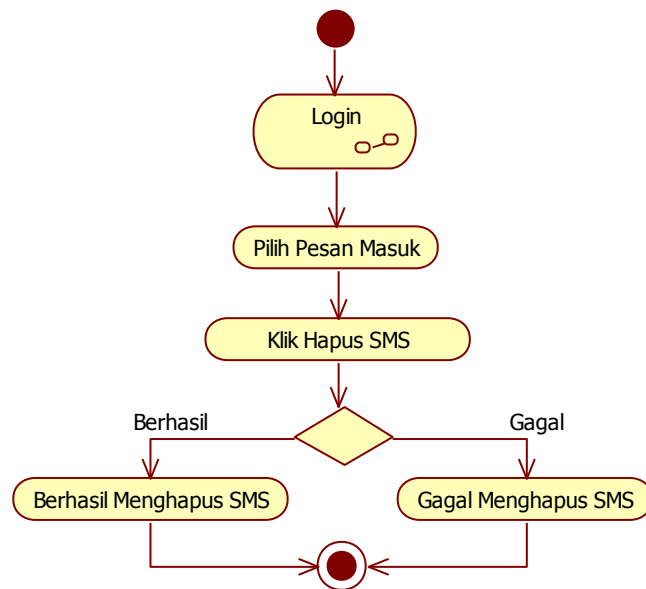 Login
Pilih Pesan Masuk
Klik Hapus SMS
Berhasil
Gagal
Berhasil Menghapus SMS
Gagal Menghapus SMS